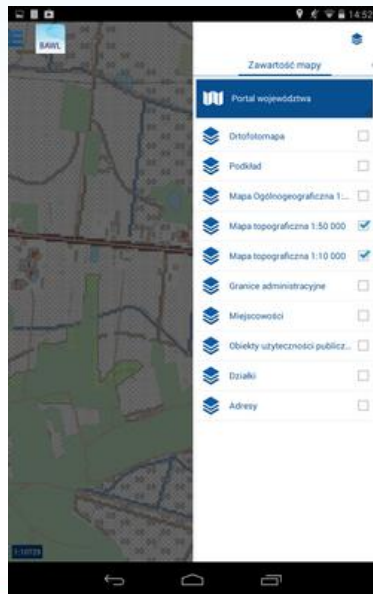 14:52
BAWL
Zawartość mapy
Portal województwa
Ortofotomapa
Podkład
Mapa Ogólnogeograficzna 1:...
Mapa topograficzna 1:50 000
Mapa topograficzna 1:10 000
Granice administracyjne
Miejscowości
Obiekty użyteczności publicz...
Działki
Adresy